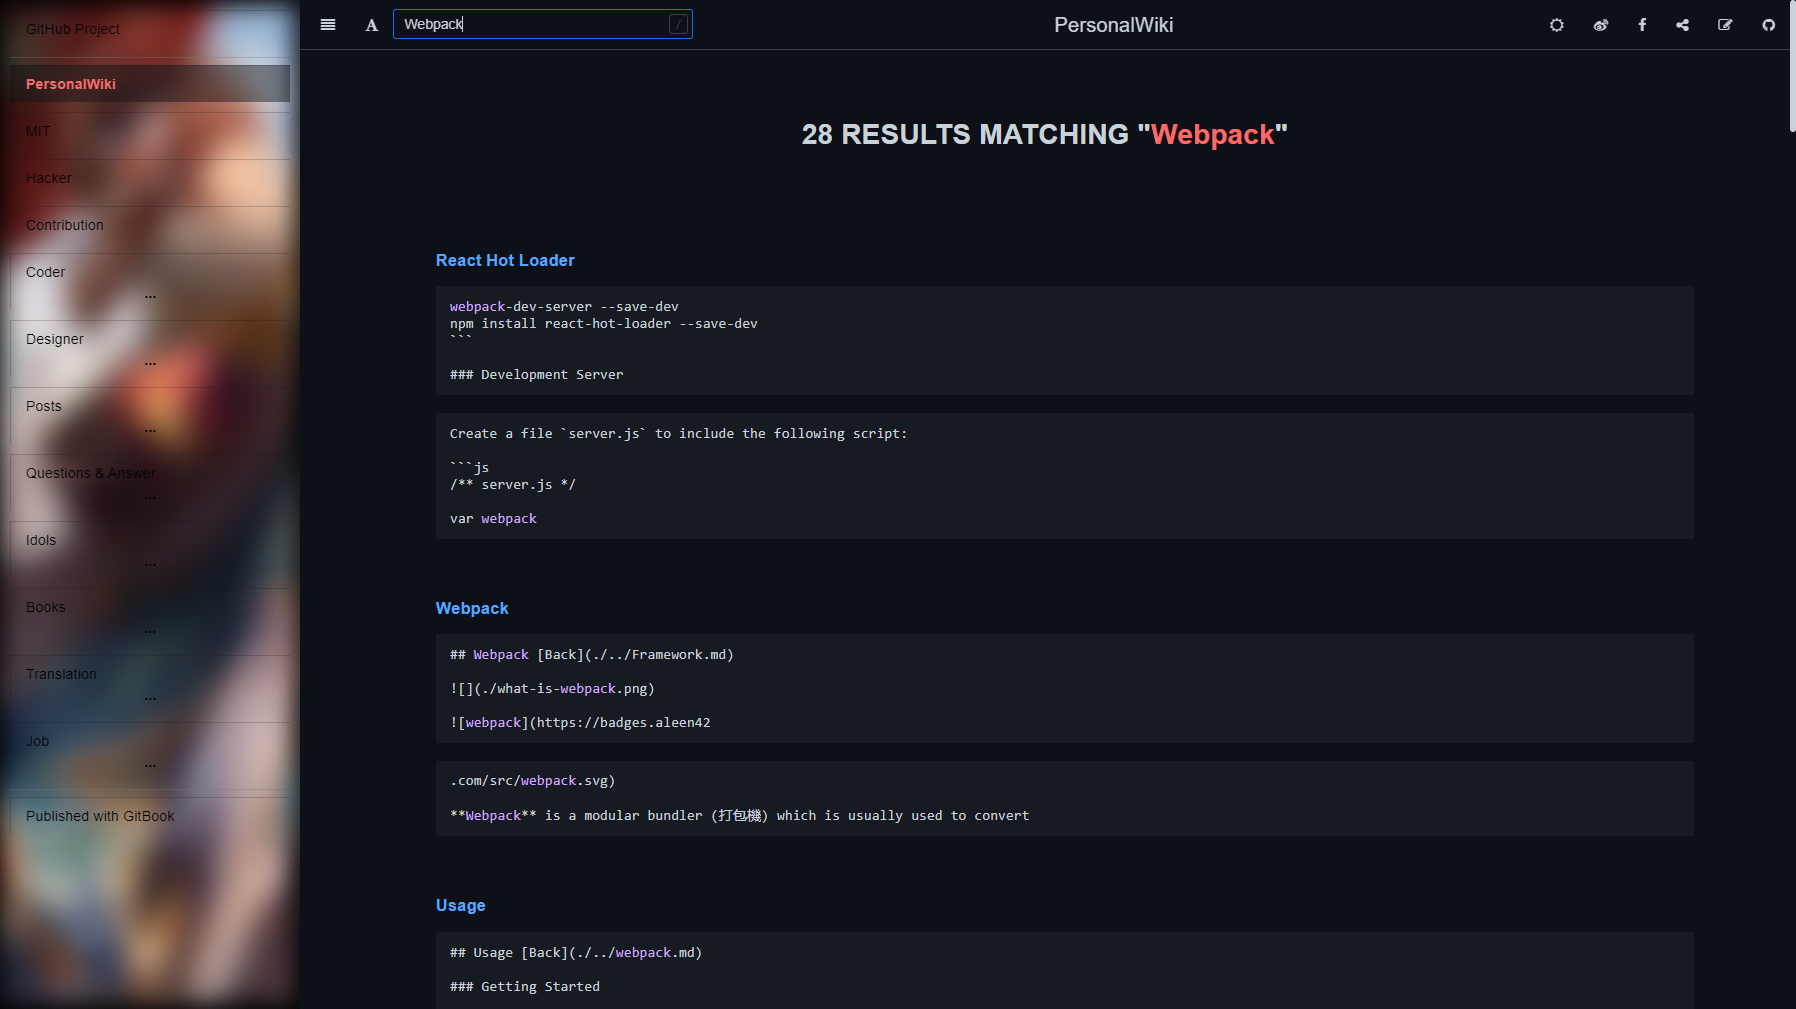 GitHub Project
PersonalWiki
MIT
Hacker
Contribution
Coder
...
Designer
...
Posts
...
Questions & Answer
...
Idols
...
Books
...
Translation
...
Job
...
Published with GitBook
A
Webpack
/
PersonalWiki
28 RESULTS MATCHING "Webpack"
React Hot Loader
webpack-dev-server --save-dev
npm install react-hot-loader --save-dev
```
### Development Server
Create a file `server.js` to include the following script:
```js
/** server.js */
var webpack
Webpack
## Webpack [Back](./../Framework.md)
![](./what-is-webpack.png)
![webpack](https://badges.aleen42
.com/src/webpack.svg)
**Webpack** is a modular bundler (打包機) which is usually used to convert
Usage
## Usage [Back](./../webpack.md)
### Getting Started